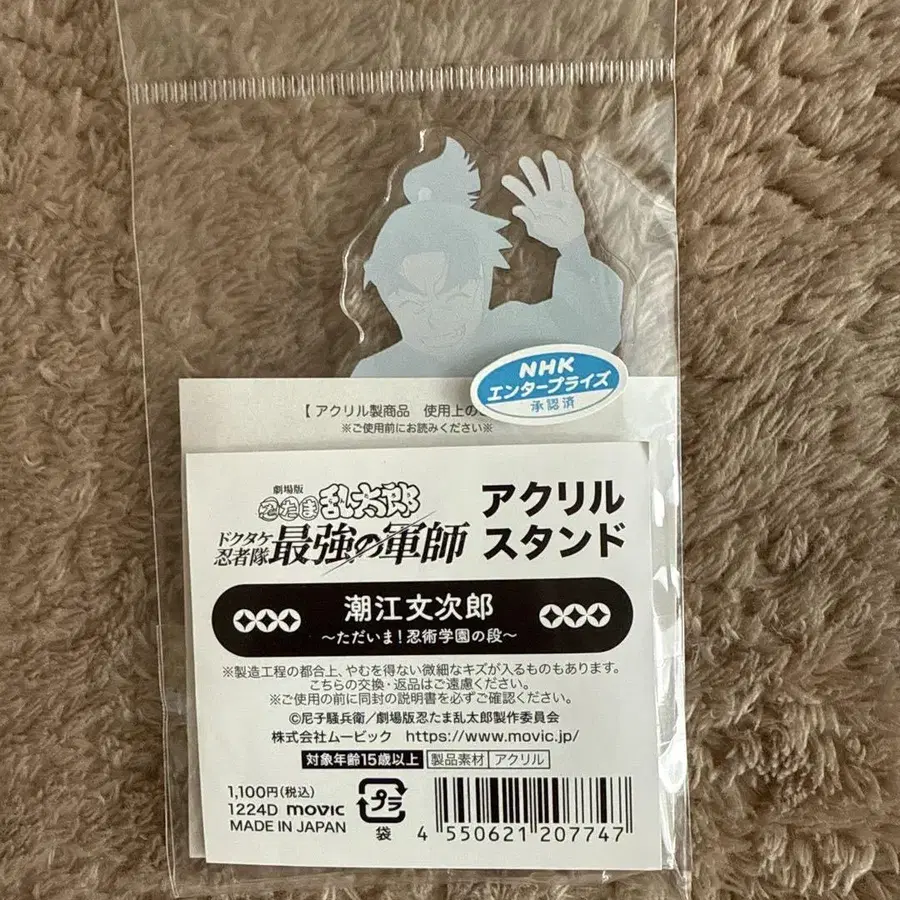 NHK
エンタープライズ
承認済
【 アクリル製商品 使用上の
※ご使用前にお読みください※
劇場版
忍たま乱太郎
ドクタケ
忍者隊
最強の軍師
アクリル
スタンド
潮江文次郎
～ただいま！忍術学園の段～
※製造工程の都合上、やむを得ない微細なキズが入るものもあります。
こちらの交換・返品はご遠慮ください。
※ご使用の前に同封の説明書を必ずご確認ください。
©尼子騒兵衛／劇場版忍たま乱太郎製作委員会
株式会社ムービック https://www.movic.jp/
対象年齢15歳以上 製品素材 アクリル
1,100円(税込)
1224D movic
MADE IN JAPAN
プラ
袋
4 550621 207747